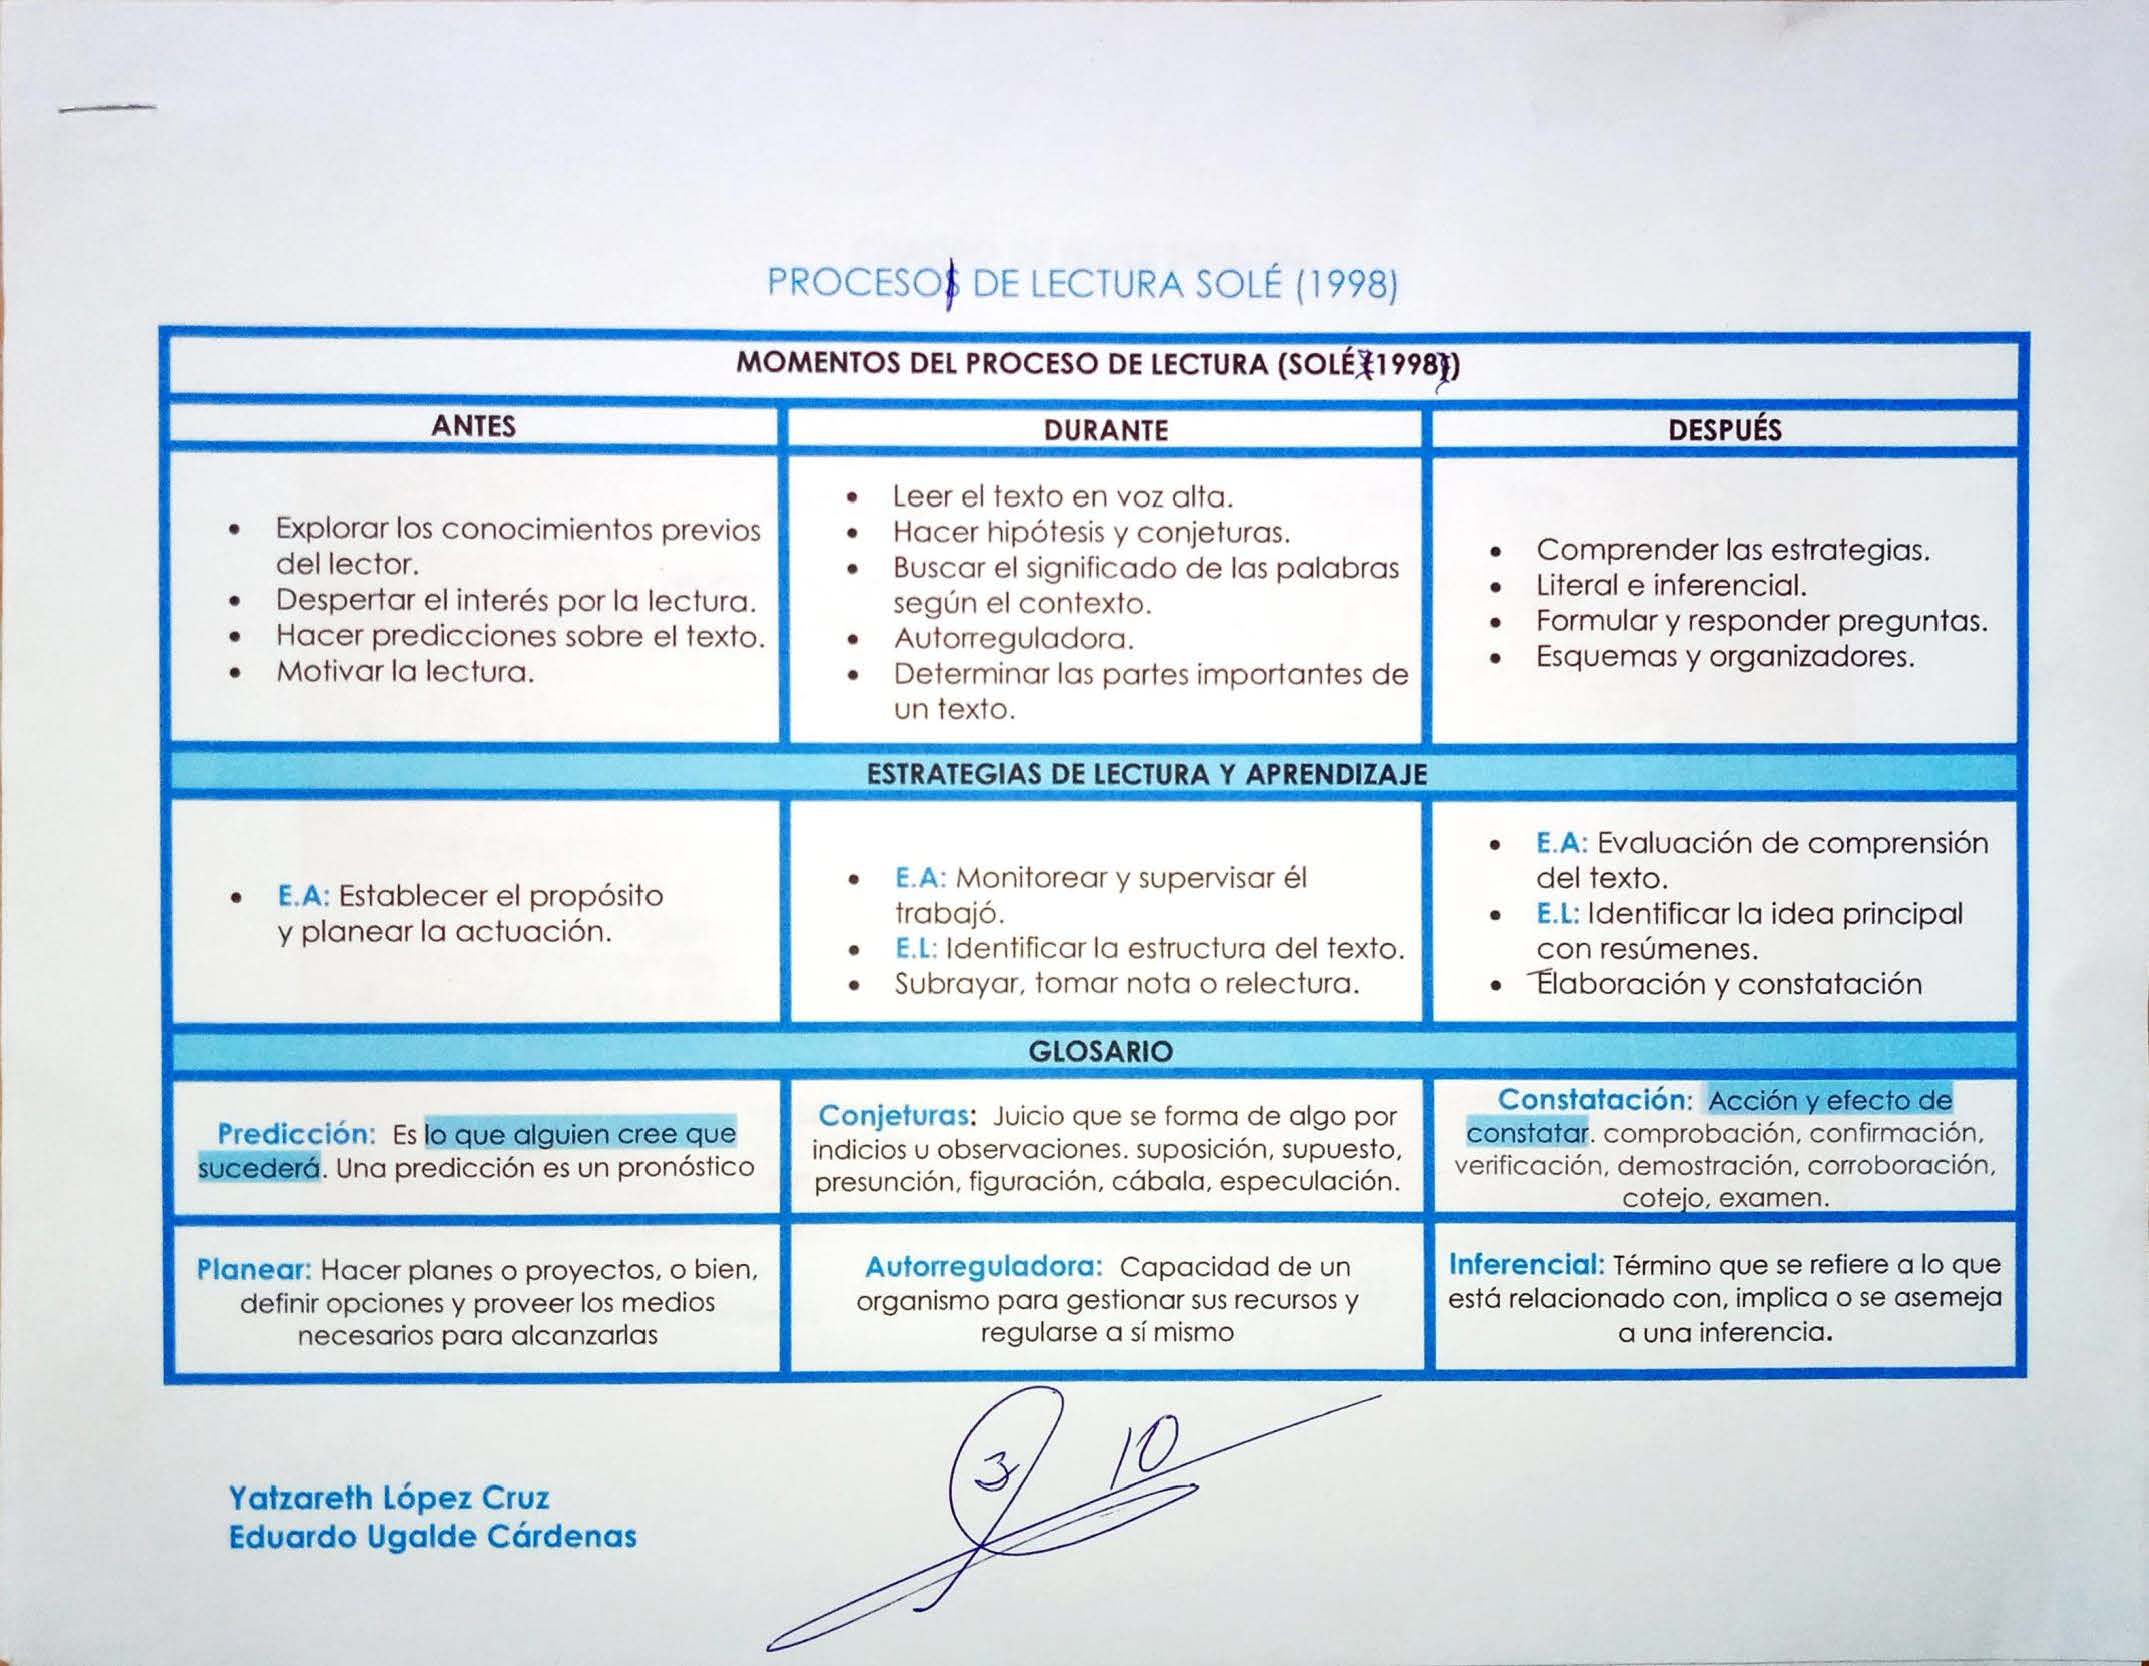 PROCESOS DE LECTURA SOLÉ (1998)
MOMENTOS DEL PROCESO DE LECTURA (SOLÉ (1998))
ANTES
DURANTE
DESPUÉS
• Explorar los conocimientos previos
del lector.
• Despertar el interés por la lectura.
• Hacer predicciones sobre el texto.
• Motivar la lectura.
• Leer el texto en voz alta.
• Hacer hipótesis y conjeturas.
• Buscar el significado de las palabras
según el contexto.
• Autorreguladora.
• Determinar las partes importantes de
un texto.
• Comprender las estrategias.
• Literal e inferencial.
• Formular y responder preguntas.
• Esquemas y organizadores.
ESTRATEGIAS DE LECTURA Y APRENDIZAJE
• E.A: Establecer el propósito
y planear la actuación.
• E.A: Monitorear y supervisar él
trabajó.
• E.L: Identificar la estructura del texto.
• Subrayar, tomar nota o relectura.
• E.A: Evaluación de comprensión
del texto.
• E.L: Identificar la idea principal
con resúmenes.
• Elaboración y constatación
GLOSARIO
Predicción: Es lo que alguien cree que
sucederá. Una predicción es un pronóstico
Conjeturas: Juicio que se forma de algo por
indicios u observaciones. suposición, supuesto,
presunción, figuración, cábala, especulación.
Constatación: Acción y efecto de
constatar. comprobación, confirmación,
verificación, demostración, corroboración,
cotejo, examen.
Planear: Hacer planes o proyectos, o bien,
definir opciones y proveer los medios
necesarios para alcanzarlas
Autorreguladora: Capacidad de un
organismo para gestionar sus recursos y
regularse a sí mismo
Inferencial: Término que se refiere a lo que
está relacionado con, implica o se asemeja
a una inferencia.
3 10
Yatzareth López Cruz
Eduardo Ugalde Cárdenas